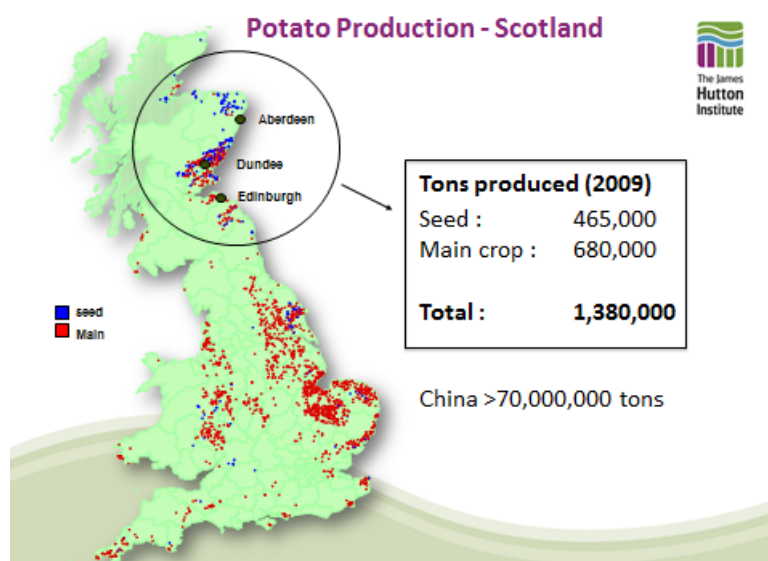 Potato Production - Scotland
The James
Hutton
Institute
Aberdeen
Dundee
Edinburgh
Tons produced (2009)
Seed : 465,000
Main crop : 680,000
Total : 1,380,000
seed
Main
China >70,000,000 tons